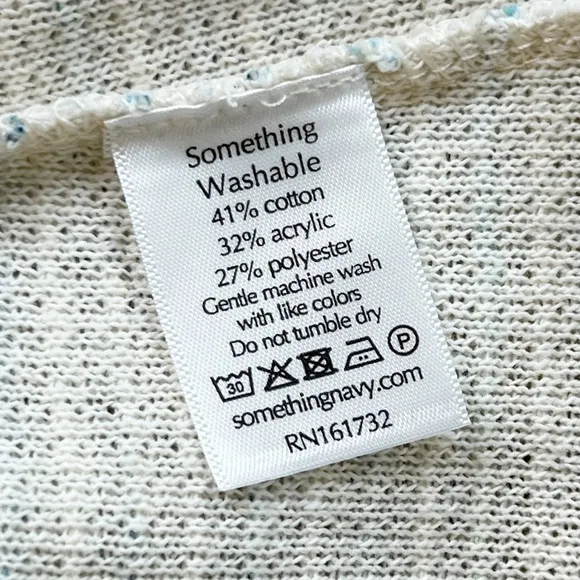 Something
Washable
41% cotton
32% acrylic
27% polyester
Gentle machine wash
with like colors
Do not tumble dry
30 P
somethingnavy.com
RN161732